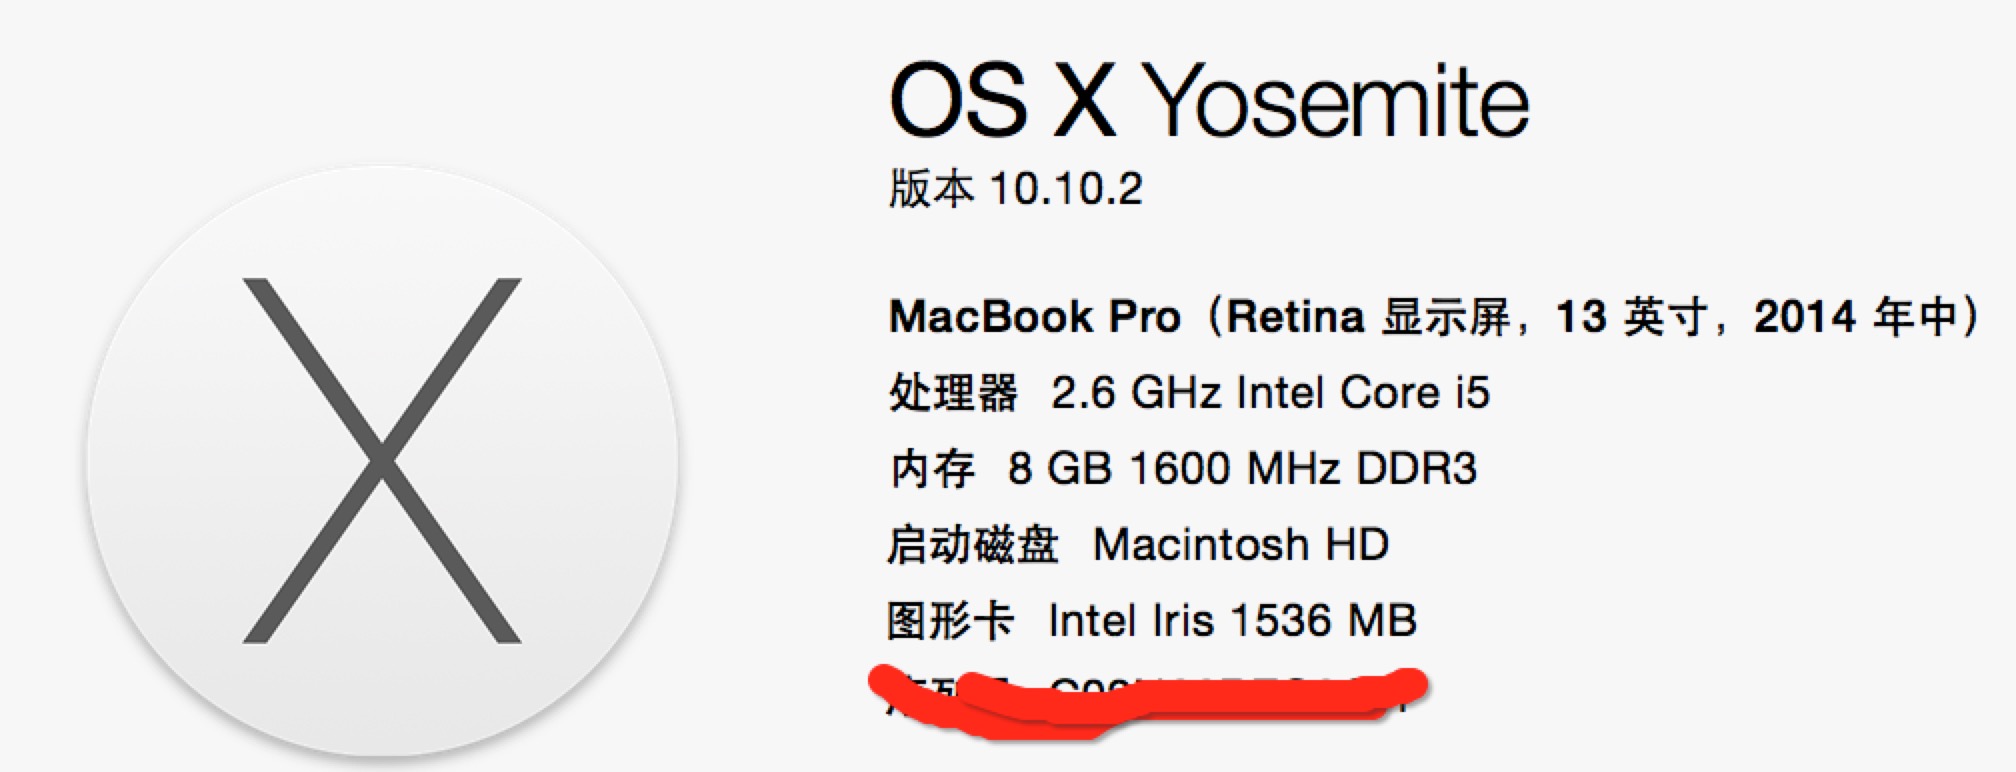 OS X Yosemite
版本 10.10.2
MacBook Pro（Retina 显示屏，13 英寸，2014 年中）
处理器 2.6 GHz Intel Core i5
内存 8 GB 1600 MHz DDR3
启动磁盘 Macintosh HD
图形卡 Intel Iris 1536 MB